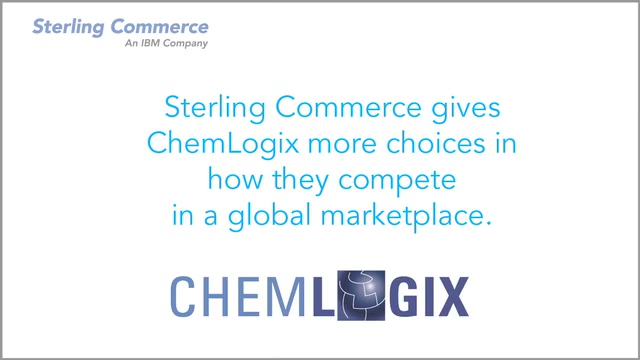 Sterling Commerce
An IBM Company
Sterling Commerce gives
ChemLogix more choices in
how they compete
in a global marketplace.
CHEMLOGIX